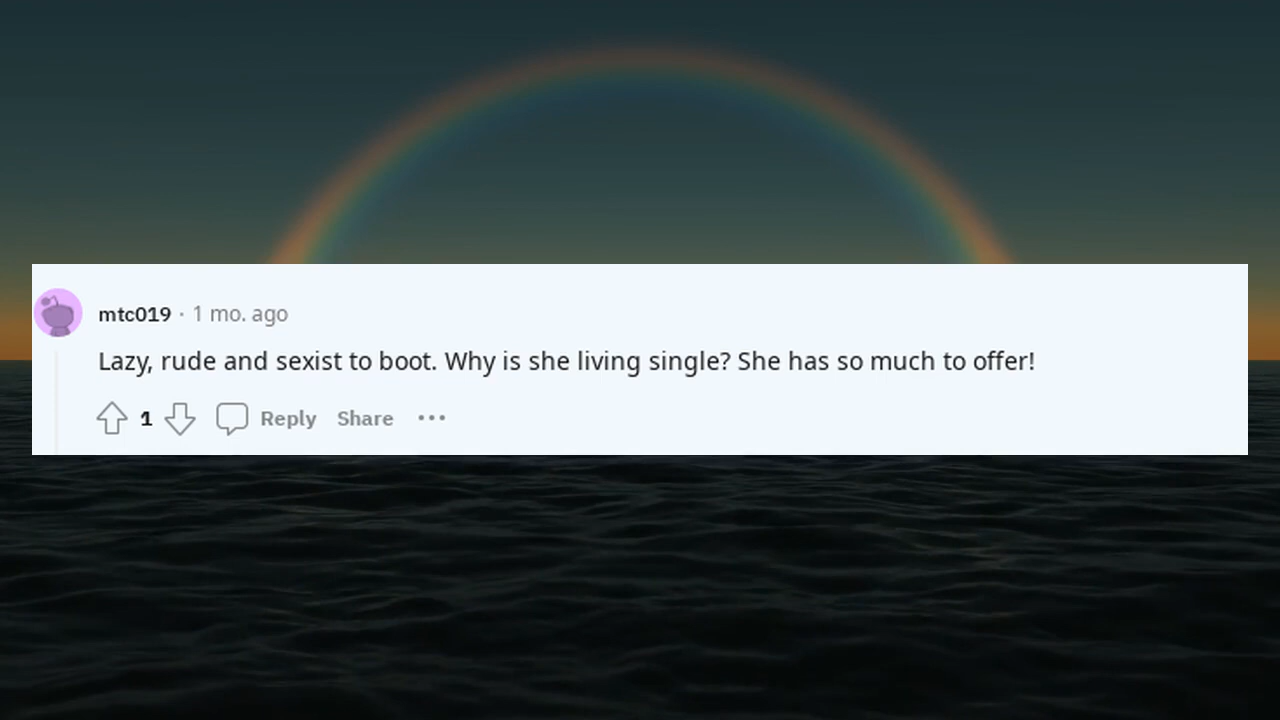 mtc019 · 1 mo. ago
Lazy, rude and sexist to boot. Why is she living single? She has so much to offer!
1 Reply Share ···